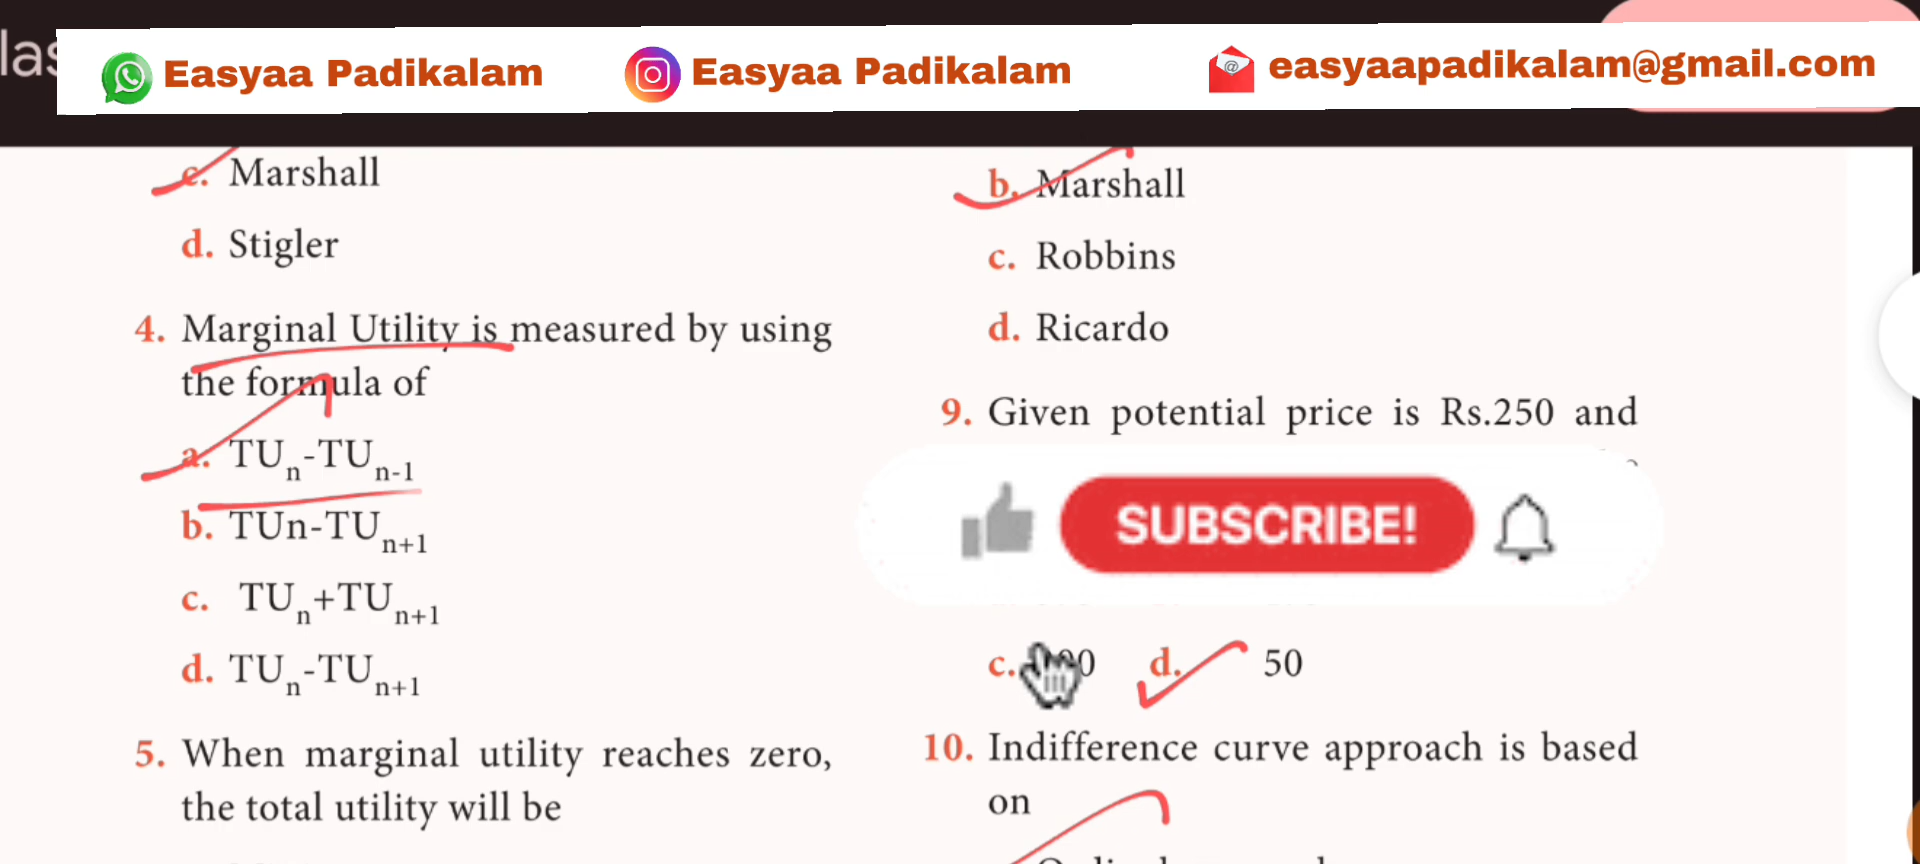 las
Easyaa Padikalam
Easyaa Padikalam
easyaapadikalam@gmail.com
c. Marshall
d. Stigler
4. Marginal Utility is measured by using
the formula of
a. TUn-TUn-1
b. TUn-TUn+1
c. TUn+TUn+1
d. TUn-TUn+1
5. When marginal utility reaches zero,
the total utility will be
b. Marshall
c. Robbins
d. Ricardo
9. Given potential price is Rs.250 and
SUBSCRIBE!
c. d. 50
10. Indifference curve approach is based
on